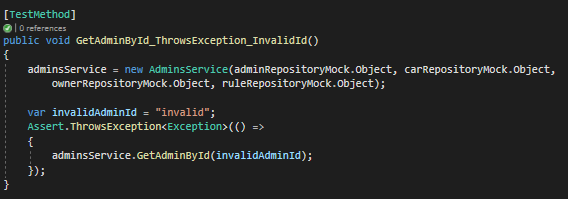 [TestMethod]
| 0 references
public void GetAdminById_ThrowsException_InvalidId()
{
adminsService = new AdminsService(adminRepositoryMock.Object, carRepositoryMock.Object,
ownerRepositoryMock.Object, ruleRepositoryMock.Object);
var invalidAdminId = "invalid";
Assert.ThrowsException<Exception>(() =>
{
adminsService.GetAdminById(invalidAdminId);
});
}